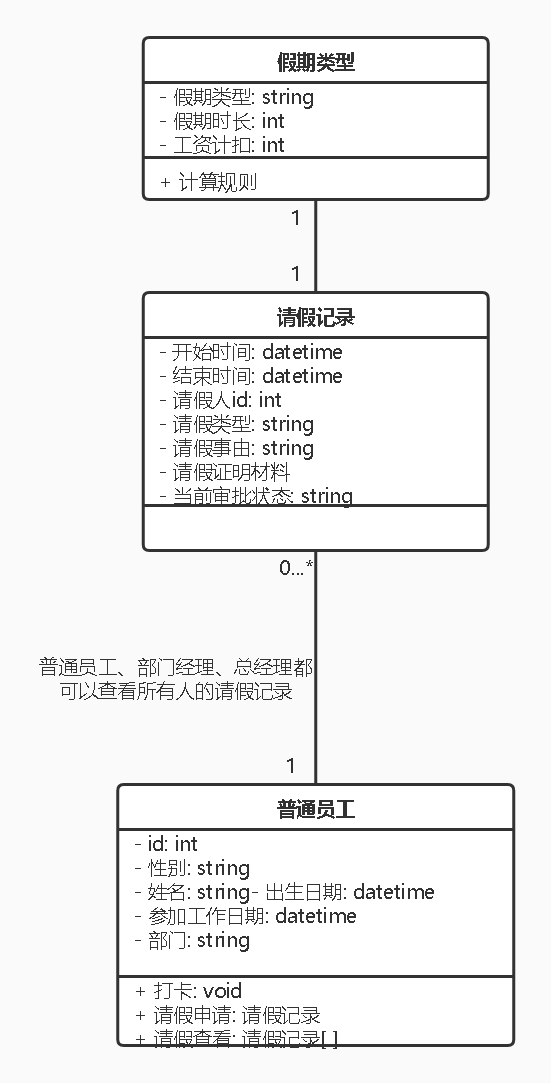 假期类型
- 假期类型: string
- 假期时长: int
- 工资计扣: int
+ 计算规则
1
1
请假记录
- 开始时间: datetime
- 结束时间: datetime
- 请假人id: int
- 请假类型: string
- 请假事由: string
- 请假证明材料
- 当前审批状态: string
0...*
普通员工、部门经理、总经理都
可以查看所有人的请假记录
1
普通员工
- id: int
- 性别: string
- 姓名: string- 出生日期: datetime
- 参加工作日期: datetime
- 部门: string
+ 打卡: void
+ 请假申请: 请假记录
+ 请假查看: 请假记录[ ]